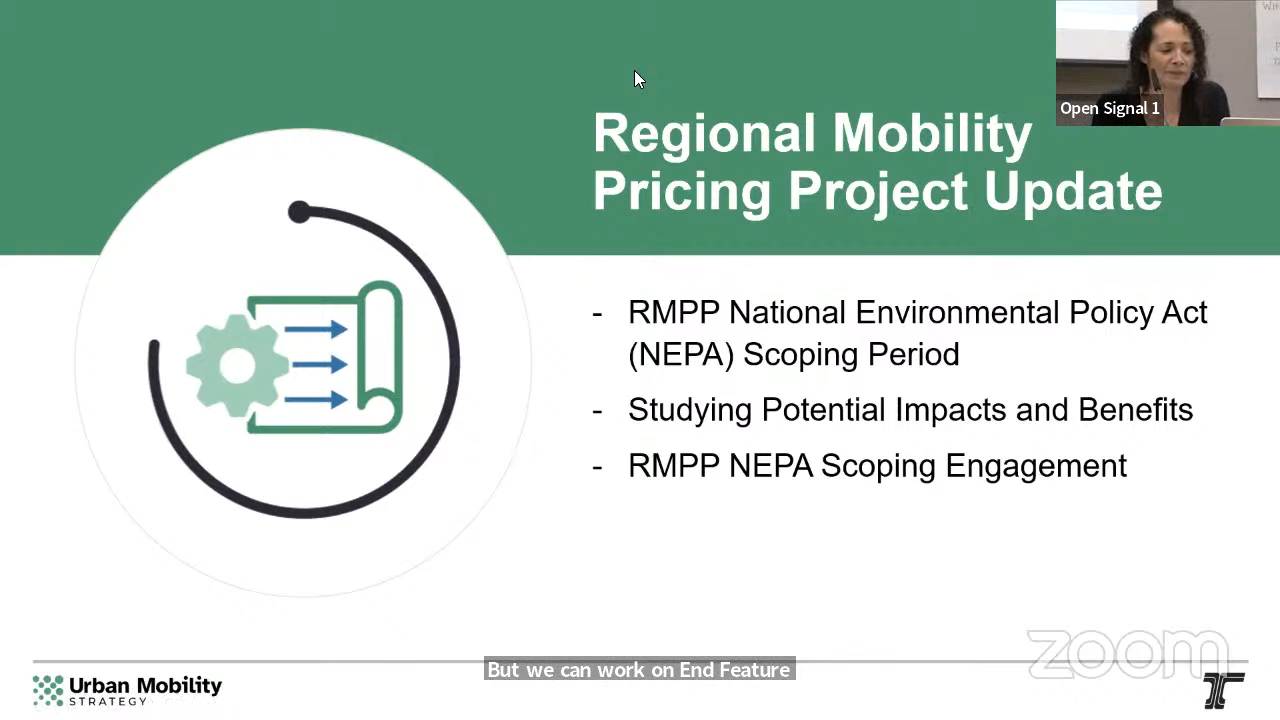 Open Signal 1
Regional Mobility
Pricing Project Update
- RMPP National Environmental Policy Act
(NEPA) Scoping Period
- Studying Potential Impacts and Benefits
- RMPP NEPA Scoping Engagement
zoom
But we can work on End Feature
Urban Mobility
STRATEGY